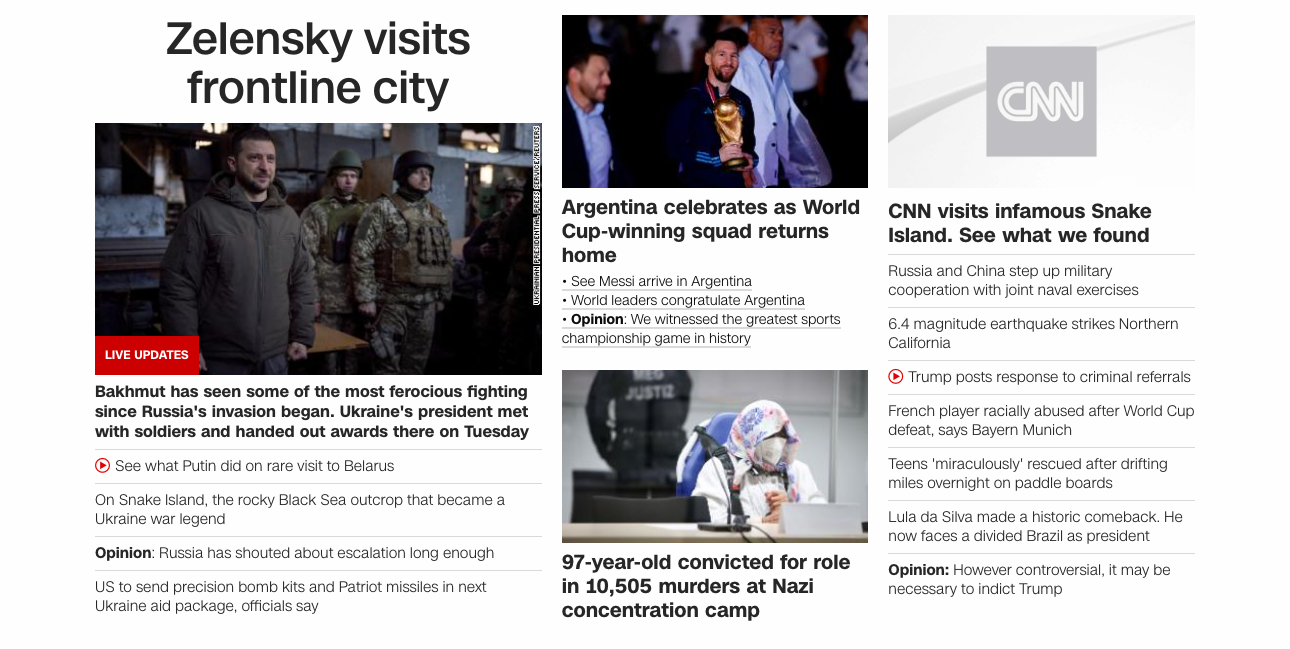 Zelensky visits
frontline city
UKRAINIAN PRESIDENTIAL PRESS SERVICE/REUTERS
LIVE UPDATES
Bakhmut has seen some of the most ferocious fighting
since Russia's invasion began. Ukraine's president met
with soldiers and handed out awards there on Tuesday
See what Putin did on rare visit to Belarus
On Snake Island, the rocky Black Sea outcrop that became a
Ukraine war legend
Opinion: Russia has shouted about escalation long enough
US to send precision bomb kits and Patriot missiles in next
Ukraine aid package, officials say
Argentina celebrates as World
Cup-winning squad returns
home
• See Messi arrive in Argentina
• World leaders congratulate Argentina
• Opinion: We witnessed the greatest sports
championship game in history
JUSTIZ
97-year-old convicted for role
in 10,505 murders at Nazi
concentration camp
CNN
CNN visits infamous Snake
Island. See what we found
Russia and China step up military
cooperation with joint naval exercises
6.4 magnitude earthquake strikes Northern
California
Trump posts response to criminal referrals
French player racially abused after World Cup
defeat, says Bayern Munich
Teens 'miraculously' rescued after drifting
miles overnight on paddle boards
Lula da Silva made a historic comeback. He
now faces a divided Brazil as president
Opinion: However controversial, it may be
necessary to indict Trump